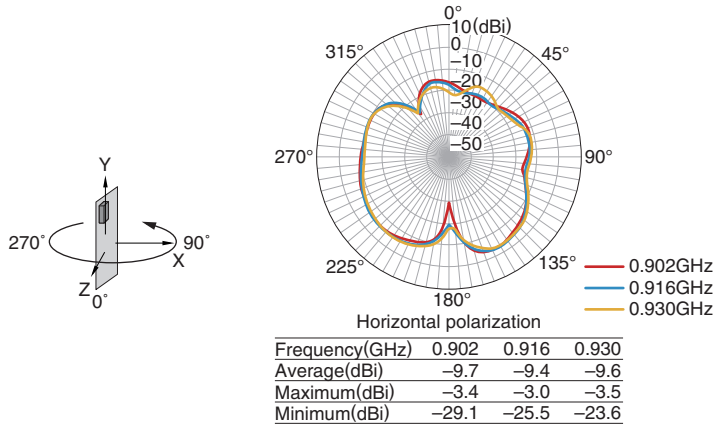 0°
10(dBi)
0
–10
–20
–30
–40
–50
45°
90°
135°
180°
225°
270°
315°
Y
270°
90°
X
Z
0°
0.902GHz
0.916GHz
0.930GHz
Horizontal polarization
Frequency(GHz) 0.902 0.916 0.930
Average(dBi) –9.7 –9.4 –9.6
Maximum(dBi) –3.4 –3.0 –3.5
Minimum(dBi) –29.1 –25.5 –23.6